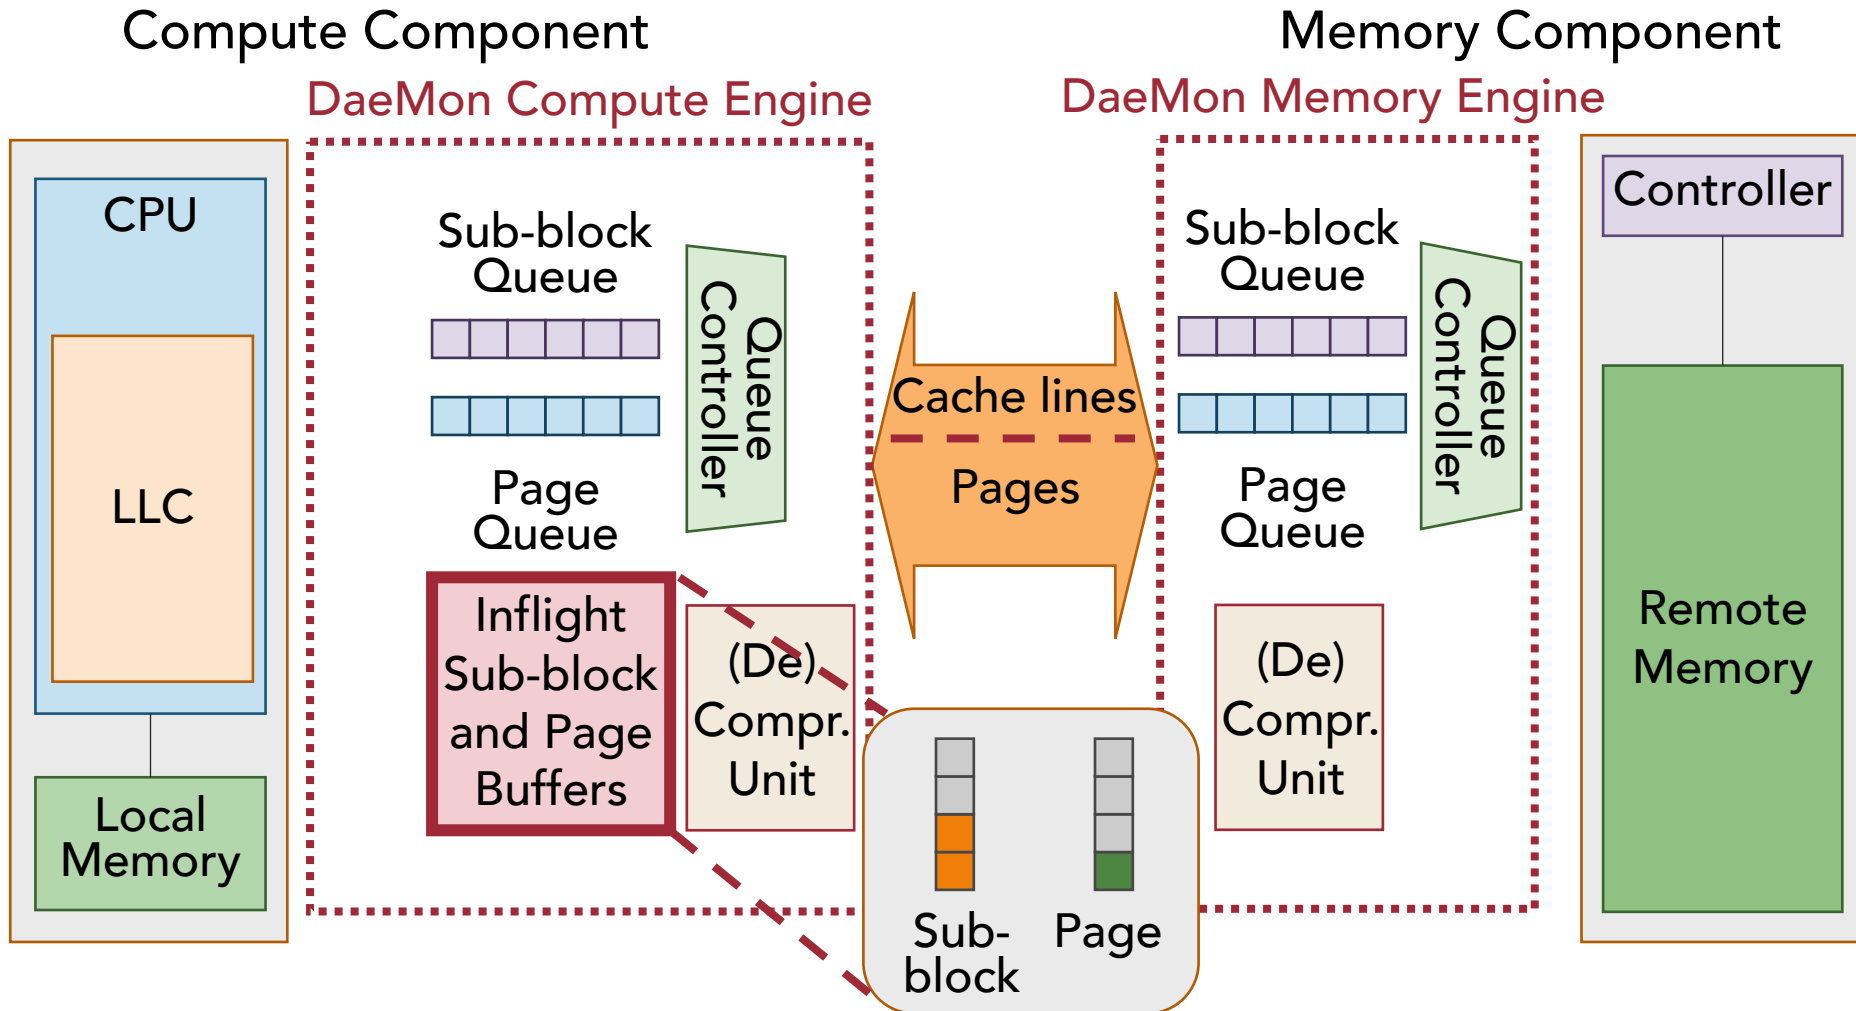 Compute Component
Memory Component
DaeMon Compute Engine
DaeMon Memory Engine
CPU
LLC
Local
Memory
Sub-block
Queue
Queue
Controller
Page
Queue
Inflight
Sub-block
and Page
Buffers
(De)
Compr.
Unit
Cache lines
Pages
Sub-
block
Page
Sub-block
Queue
Queue
Controller
Page
Queue
(De)
Compr.
Unit
Controller
Remote
Memory